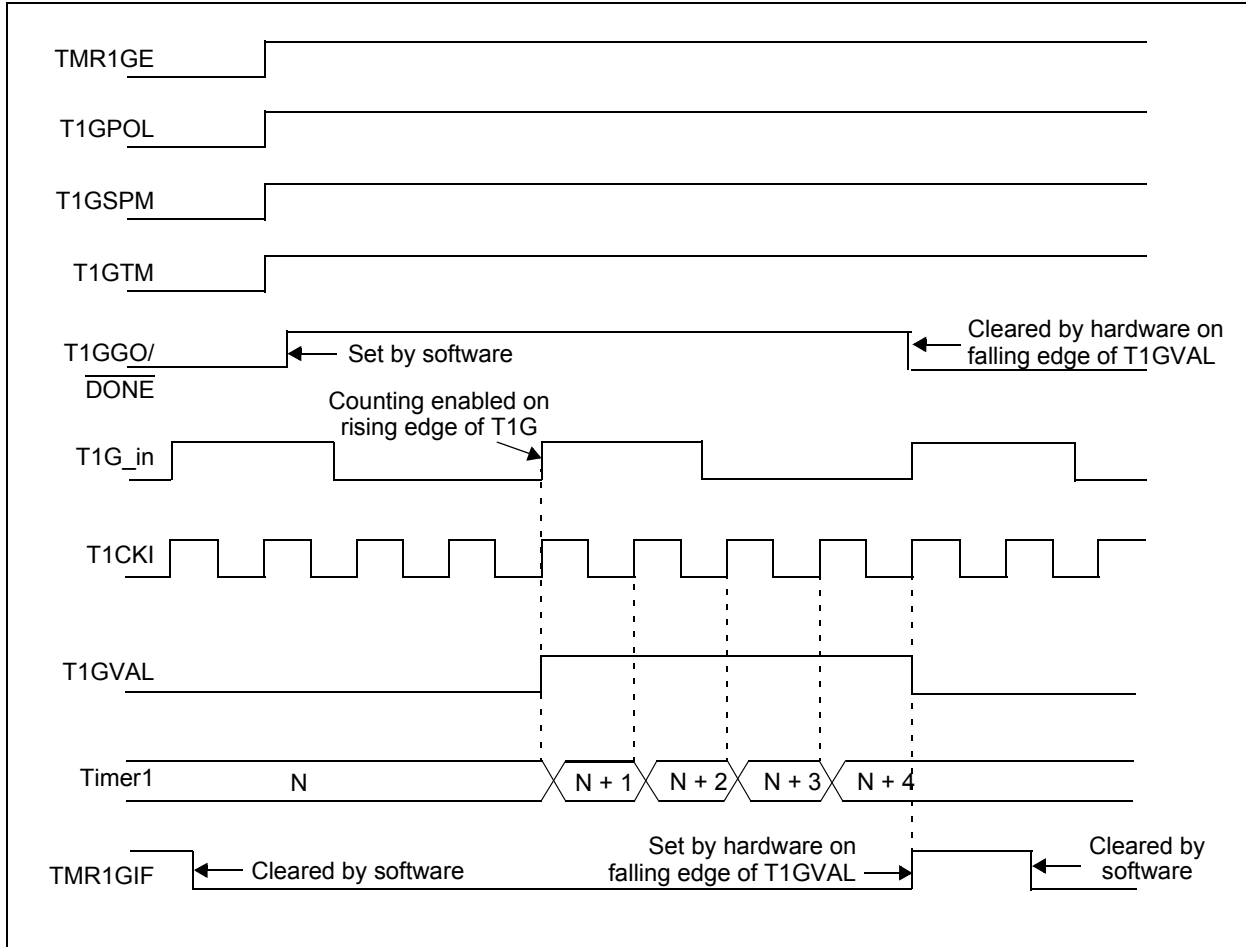 TMR1GE
T1GPOL
T1GSPM
T1GTM
T1GGO/
DONE
Set by software
Cleared by hardware on
falling edge of T1GVAL
Counting enabled on
rising edge of T1G
T1G_in
T1CKI
T1GVAL
Timer1
N
N + 1
N + 2
N + 3
N + 4
TMR1GIF
Cleared by software
Set by hardware on
falling edge of T1GVAL
Cleared by
software